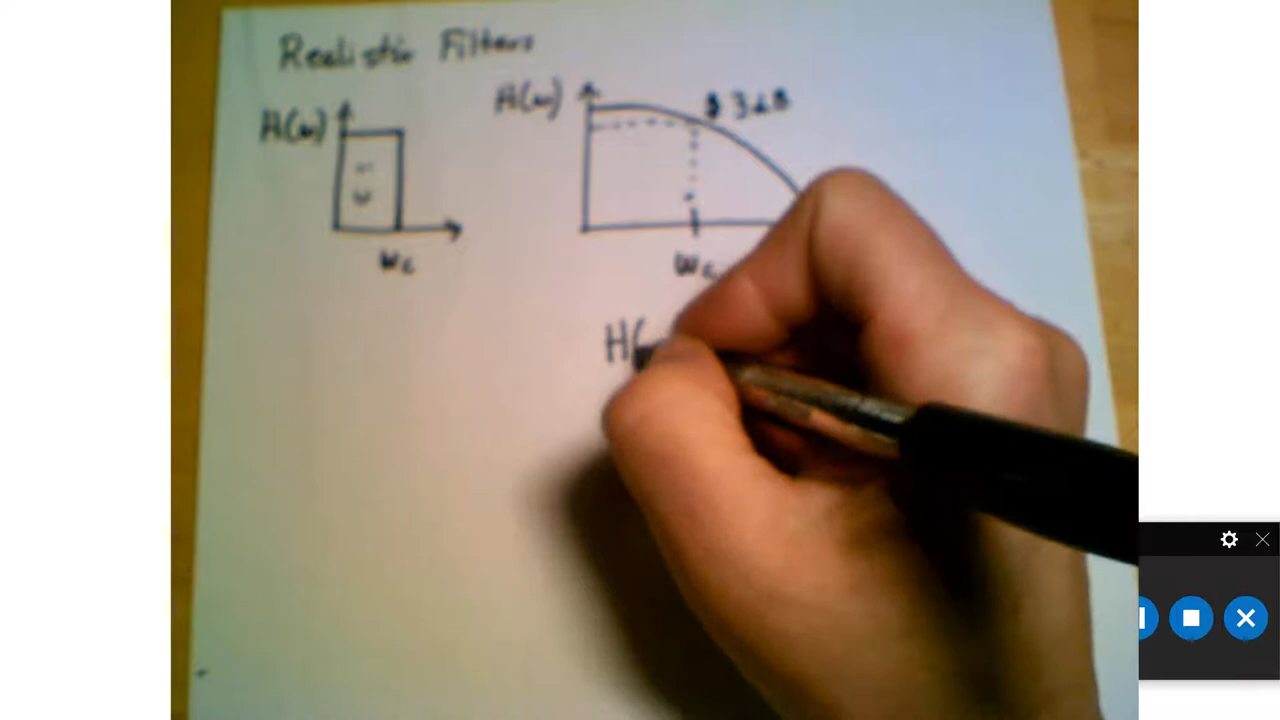 Realistic Filters
H(ω)
ωc
H(ω)
3dB
ωc
H(